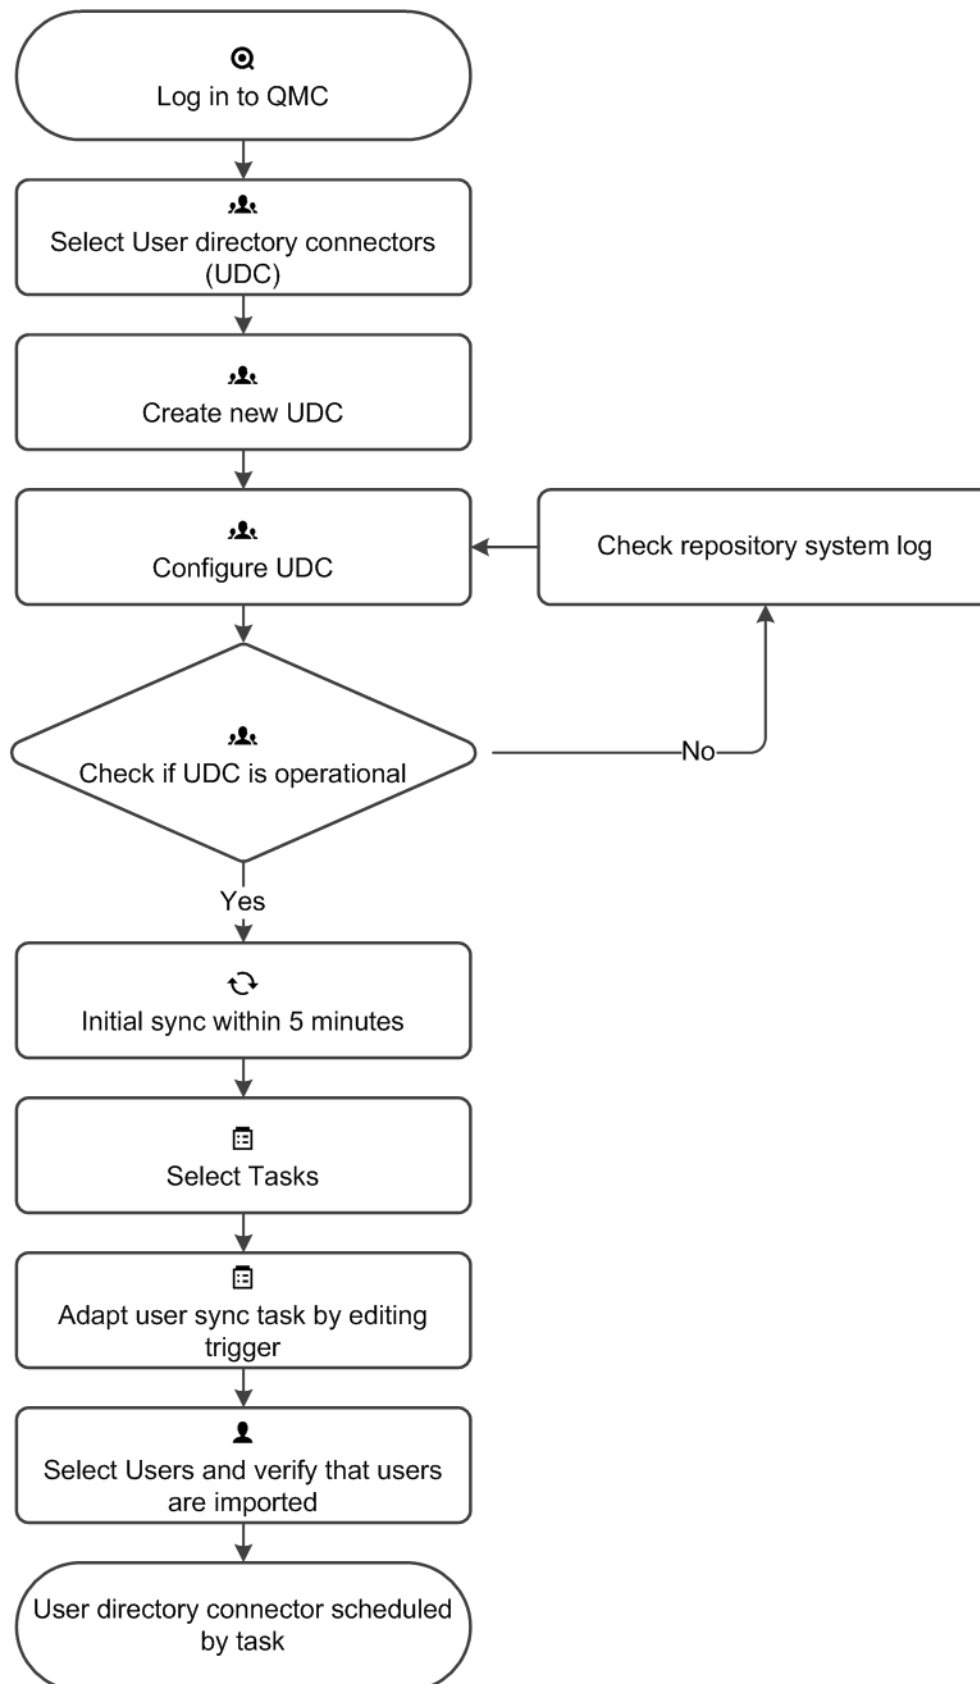 Log in to QMC
Select User directory connectors
(UDC)
Create new UDC
Configure UDC
Check repository system log
Check if UDC is operational
No
Yes
Initial sync within 5 minutes
Select Tasks
Adapt user sync task by editing
trigger
Select Users and verify that users
are imported
User directory connector scheduled
by task